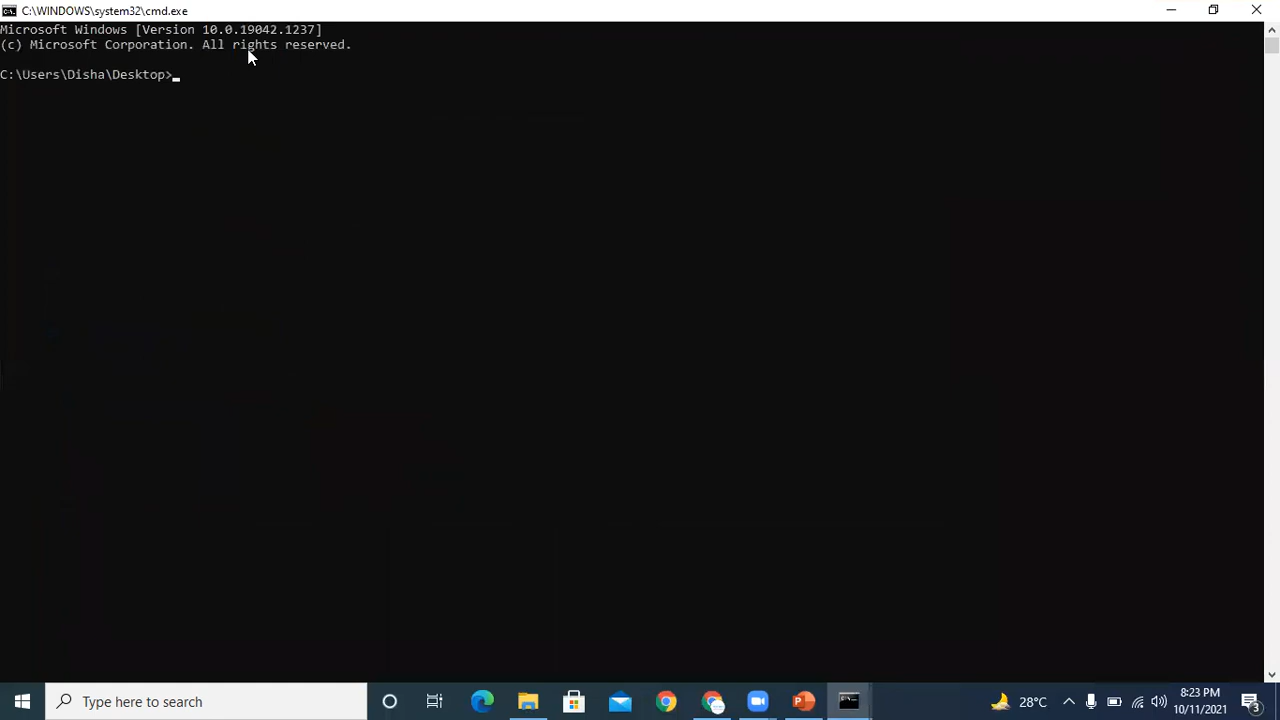 C:\WINDOWS\system32\cmd.exe
Microsoft Windows [Version 10.0.19042.1237]
(c) Microsoft Corporation. All rights reserved.
C:\Users\Disha\Desktop>
Type here to search
28°C
8:23 PM
10/11/2021
3